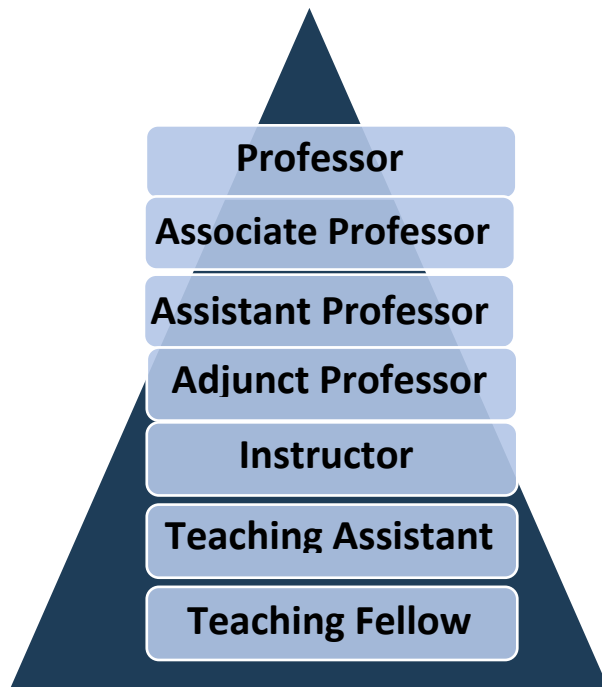 Professor
Associate Professor
Assistant Professor
Adjunct Professor
Instructor
Teaching Assistant
Teaching Fellow